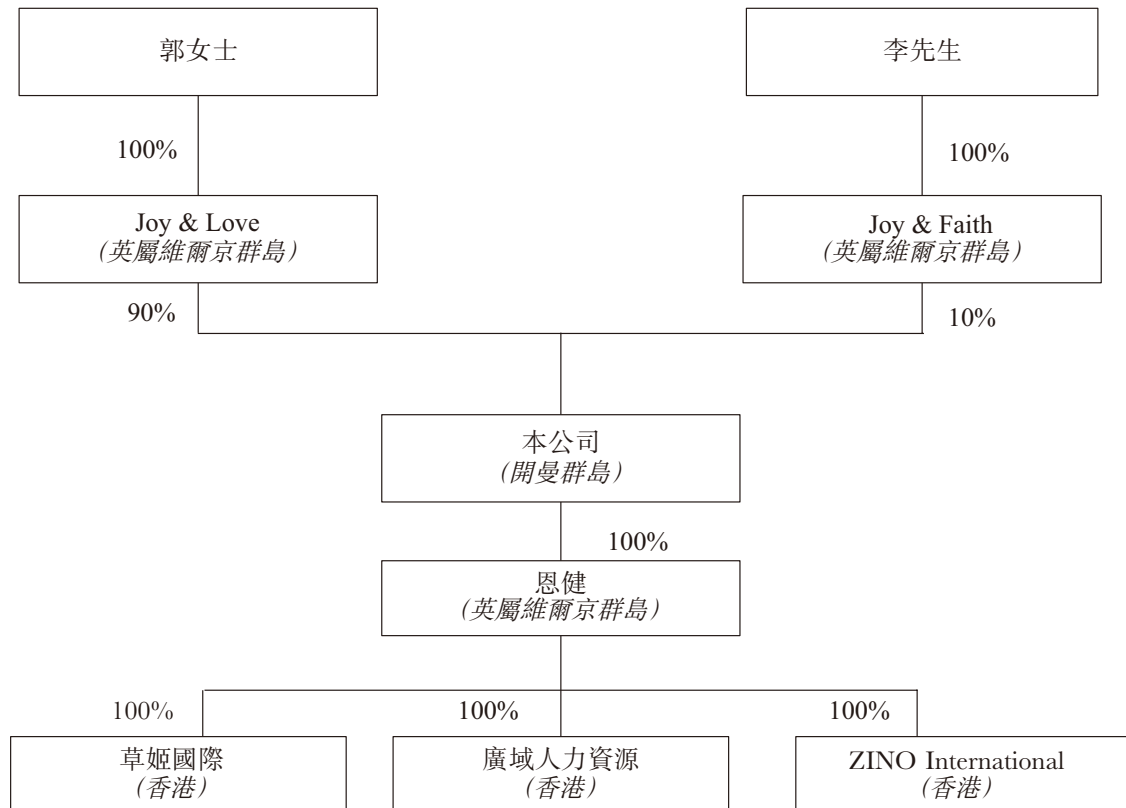 郭女士
李先生
100%
100%
Joy & Love
(英屬維爾京群島)
Joy & Faith
(英屬維爾京群島)
90%
10%
本公司
(開曼群島)
100%
恩健
(英屬維爾京群島)
100%
100%
100%
草姬國際
(香港)
廣域人力資源
(香港)
ZINO International
(香港)